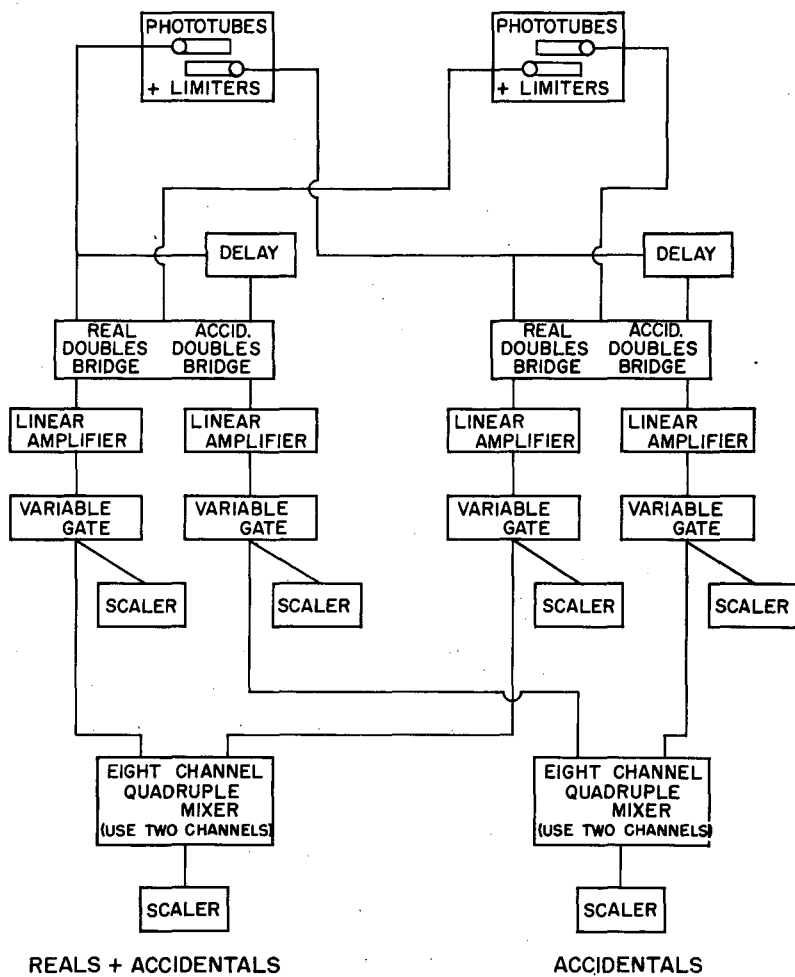 PHOTOTUBES
+ LIMITERS
PHOTOTUBES
+ LIMITERS
DELAY
DELAY
REAL
DOUBLES
BRIDGE
ACCID.
DOUBLES
BRIDGE
REAL
DOUBLES
BRIDGE
ACCID.
DOUBLES
BRIDGE
LINEAR
AMPLIFIER
LINEAR
AMPLIFIER
LINEAR
AMPLIFIER
LINEAR
AMPLIFIER
VARIABLE
GATE
VARIABLE
GATE
VARIABLE
GATE
VARIABLE
GATE
SCALER
SCALER
SCALER
SCALER
EIGHT CHANNEL
QUADRUPLE
MIXER
(USE TWO CHANNELS)
EIGHT CHANNEL
QUADRUPLE
MIXER
(USE TWO CHANNELS)
SCALER
SCALER
REALS + ACCIDENTALS
ACCIDENTALS